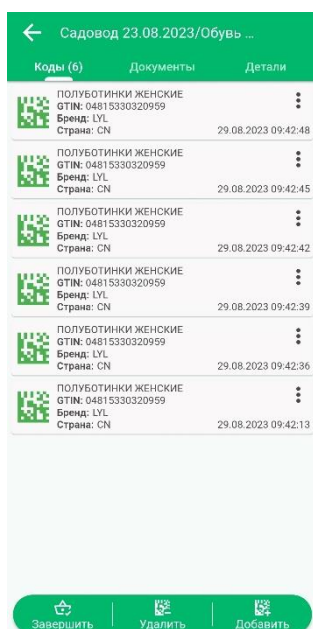 Садовод 23.08.2023/Обувь ...
Коды (6) Документы Детали
ПОЛУБОТИНКИ ЖЕНСКИЕ
GTIN: 04815330320959
Бренд: LYL
Страна: CN 29.08.2023 09:42:48
ПОЛУБОТИНКИ ЖЕНСКИЕ
GTIN: 04815330320959
Бренд: LYL
Страна: CN 29.08.2023 09:42:45
ПОЛУБОТИНКИ ЖЕНСКИЕ
GTIN: 04815330320959
Бренд: LYL
Страна: CN 29.08.2023 09:42:42
ПОЛУБОТИНКИ ЖЕНСКИЕ
GTIN: 04815330320959
Бренд: LYL
Страна: CN 29.08.2023 09:42:39
ПОЛУБОТИНКИ ЖЕНСКИЕ
GTIN: 04815330320959
Бренд: LYL
Страна: CN 29.08.2023 09:42:36
ПОЛУБОТИНКИ ЖЕНСКИЕ
GTIN: 04815330320959
Бренд: LYL
Страна: CN 29.08.2023 09:42:13
Завершить Удалить Добавить